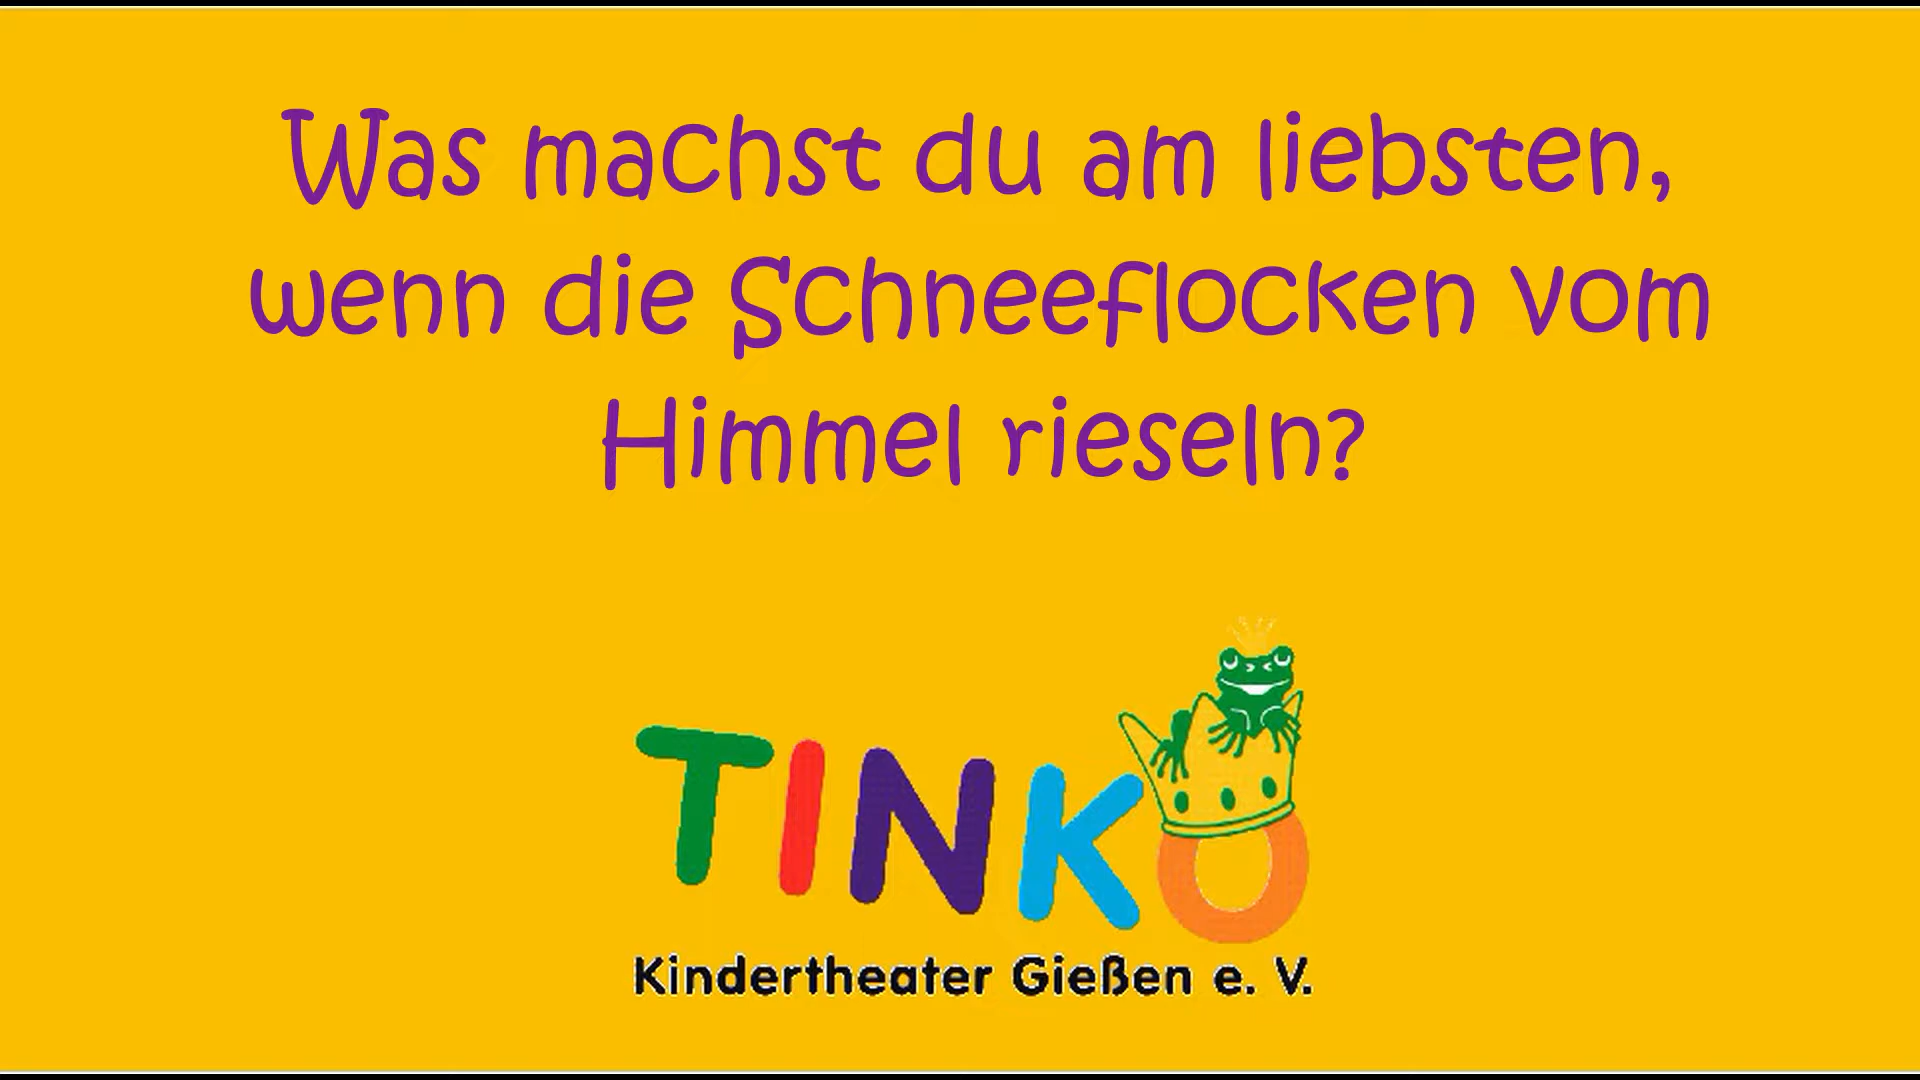 Was machst du am liebsten,
wenn die Schneeflocken vom
Himmel rieseln?
TINKO
Kindertheater Gießen e. V.